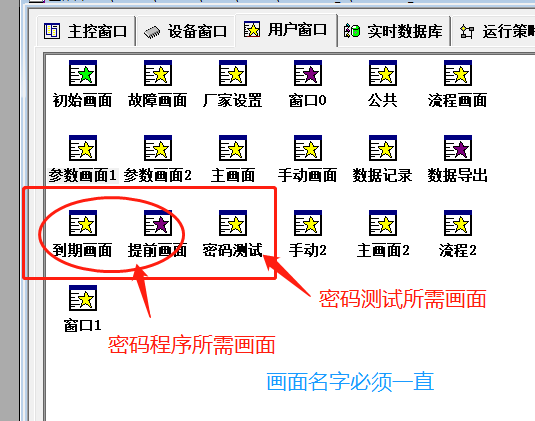 主控窗口 设备窗口 用户窗口 实时数据库 运行策略
初始画面 故障画面 厂家设置 窗口0 公共 流程画面
参数画面1 参数画面2 主画面 手动画面 数据记录 数据导出
到期画面 提前画面 密码测试 手动2 主画面2 流程2
密码测试所需画面
窗口1
密码程序所需画面
画面名字必须一直